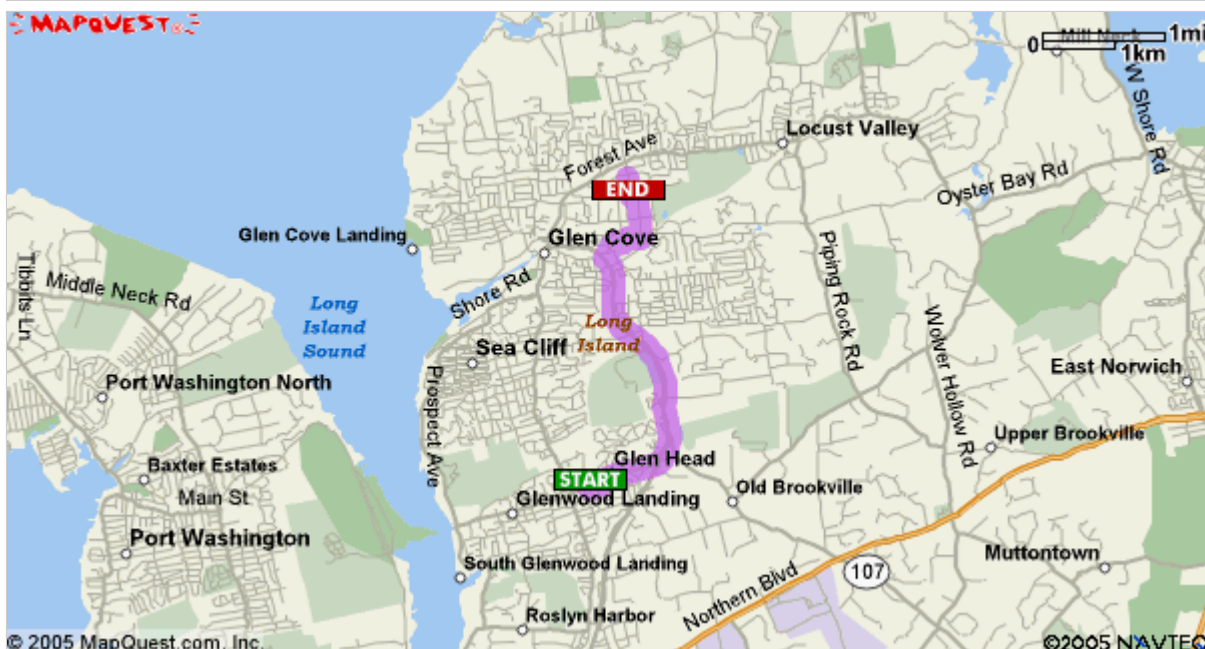 MAPQUEST®
0 1mi
1km
Mill Neck
W Shore Rd
Locust Valley
Forest Ave
END
Oyster Bay Rd
Glen Cove Landing
Glen Cove
Tibbits Ln
Middle Neck Rd
Shore Rd
Piping Rock Rd
Long
Island
Sound
Long
Island
Wolver Hollow Rd
Sea Cliff
Port Washington North
Prospect Ave
East Norwich
Upper Brookville
Glen Head
Baxter Estates
START
Old Brookville
Main St
Glenwood Landing
Port Washington
South Glenwood Landing
Muttontown
107
Northern Blvd
Roslyn Harbor
© 2005 MapQuest.com, Inc.
©2005 NAVTEQ